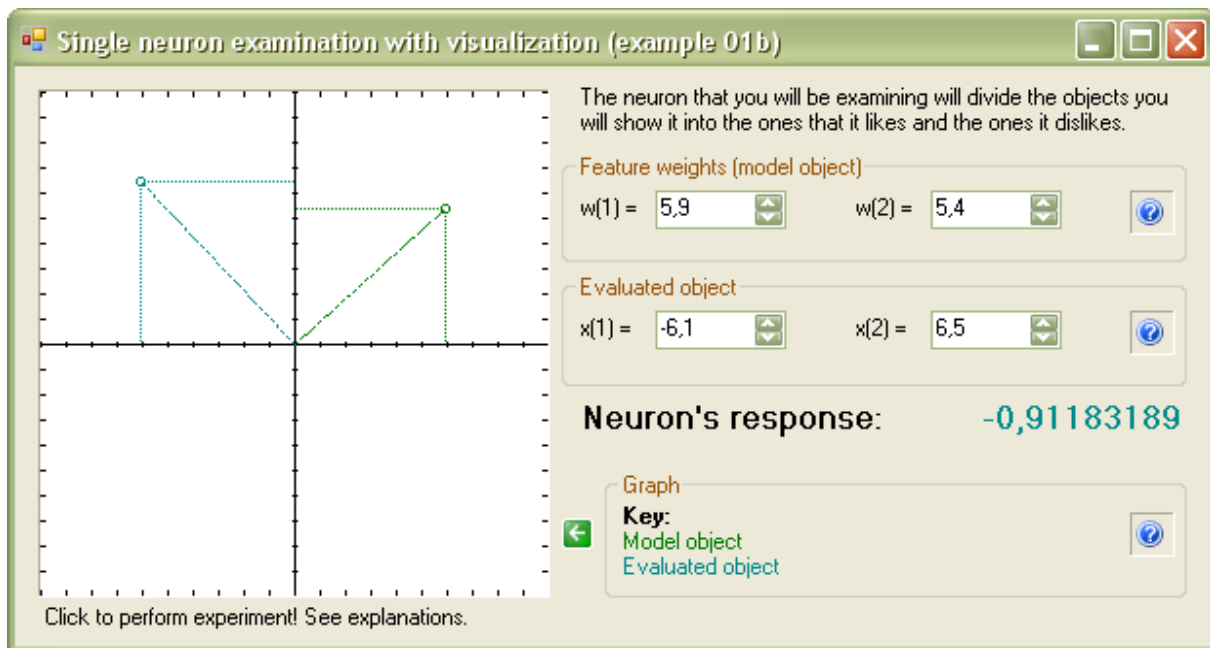 Single neuron examination with visualization (example 01b)
The neuron that you will be examining will divide the objects you
will show it into the ones that it likes and the ones it dislikes.
Feature weights (model object)
w(1) = 5,9 w(2) = 5,4
Evaluated object
x(1) = -6,1 x(2) = 6,5
Neuron's response: -0,91183189
Graph
Key:
Model object
Evaluated object
Click to perform experiment! See explanations.